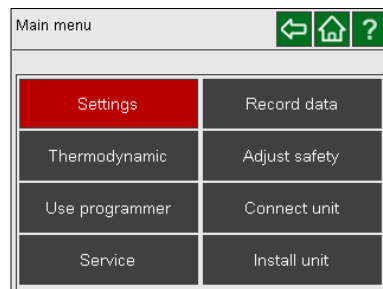 Main menu ?
Settings Record data
Thermodynamic Adjust safety
Use programmer Connect unit
Service Install unit